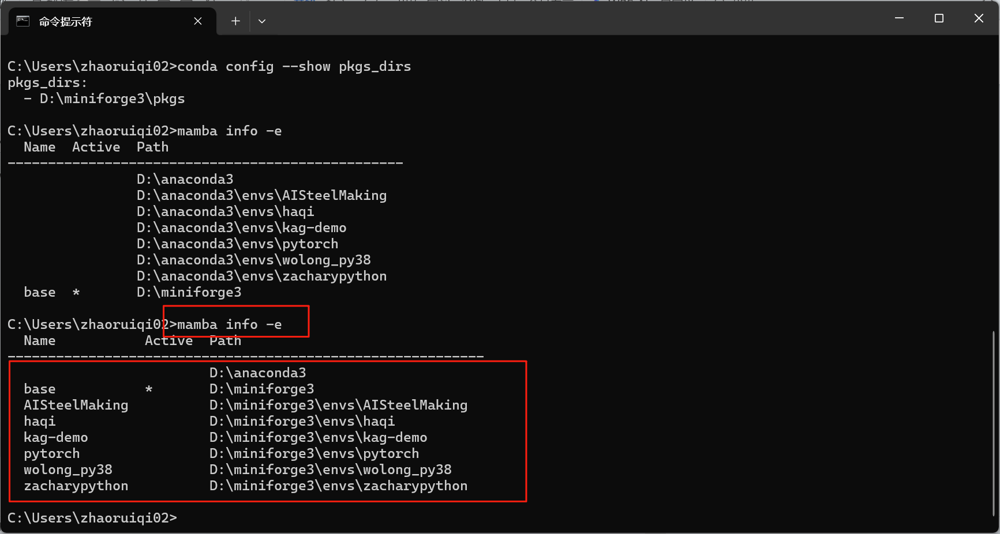 命令提示符
C:\Users\zhaoruiqi02>conda config --show pkgs_dirs
pkgs_dirs:
  - D:\miniforge3\pkgs
C:\Users\zhaoruiqi02>mamba info -e
  Name  Active  Path
-------------------------------------------------
                D:\anaconda3
                D:\anaconda3\envs\AISteelMaking
                D:\anaconda3\envs\haqi
                D:\anaconda3\envs\kag-demo
                D:\anaconda3\envs\pytorch
                D:\anaconda3\envs\wolong_py38
                D:\anaconda3\envs\zacharypython
  base  *       D:\miniforge3
C:\Users\zhaoruiqi02>mamba info -e
  Name           Active  Path
-----------------------------------------------------------
                         D:\anaconda3
  base           *       D:\miniforge3
  AISteelMaking          D:\miniforge3\envs\AISteelMaking
  haqi                   D:\miniforge3\envs\haqi
  kag-demo               D:\miniforge3\envs\kag-demo
  pytorch                D:\miniforge3\envs\pytorch
  wolong_py38            D:\miniforge3\envs\wolong_py38
  zacharypython          D:\miniforge3\envs\zacharypython
C:\Users\zhaoruiqi02>